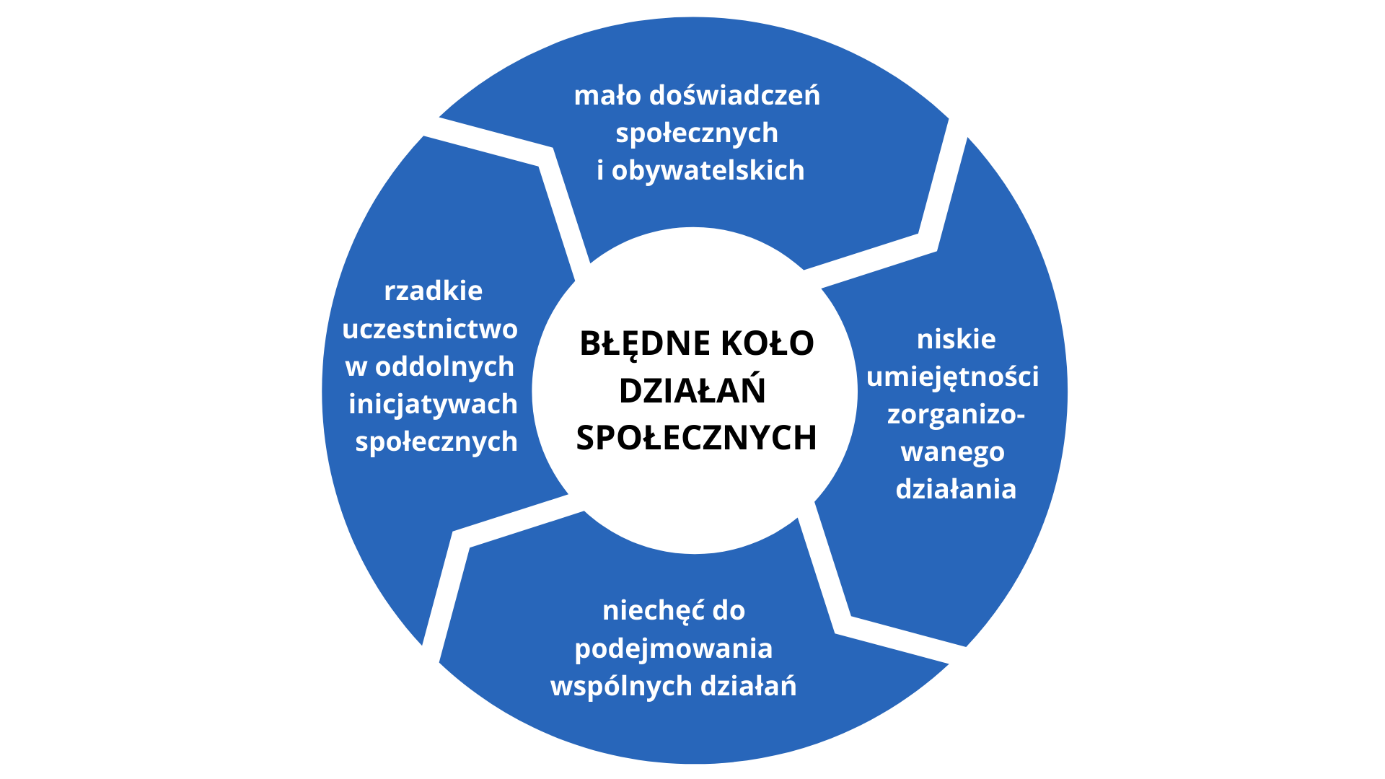 mało doświadczeń
społecznych
i obywatelskich
niskie
umiejętności
zorganizo-
wanego
działania
niechęć do
podejmowania
wspólnych działań
rzadkie
uczestnictwo
w oddolnych
inicjatywach
społecznych
BŁĘDNE KOŁO
DZIAŁAŃ
SPOŁECZNYCH